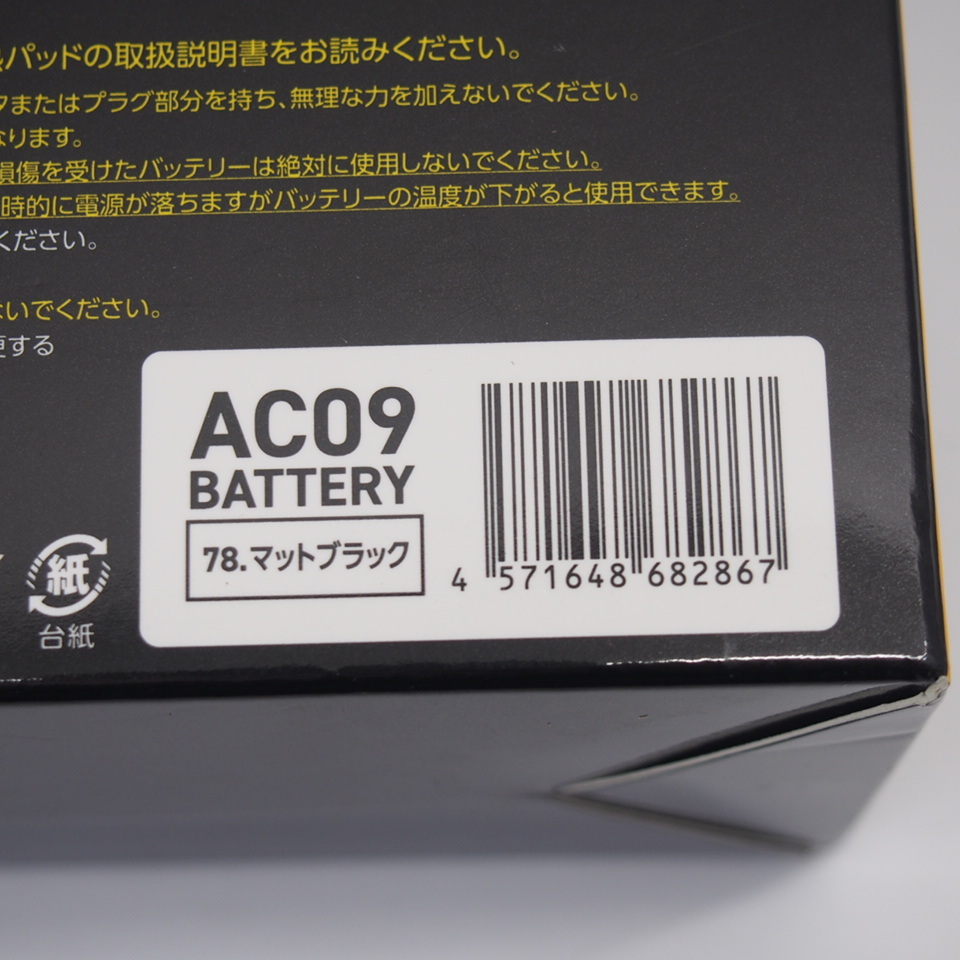 パッドの取扱説明書をお読みください。
またはプラグ部分を持ち、無理な力を加えないでください。
なります。
損傷を受けたバッテリーは絶対に使用しないでください。
時的に電源が落ちますがバッテリーの温度が下がると使用できます。
ください。
ないでください。
更する
AC09
BATTERY
78.マットブラック
4 571648 682867
紙
台紙